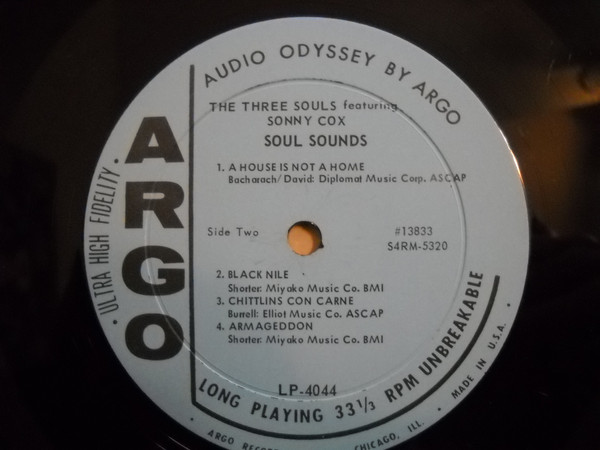 AUDIO ODYSSEY BY ARGO
ARGO
· ULTRA HIGH FIDELITY ·
THE THREE SOULS featuring
SONNY COX
SOUL SOUNDS
1. A HOUSE IS NOT A HOME
Bacharach/ David: Diplomat Music Corp. ASCAP
Side Two
#13833
S4RM-5320
2. BLACK NILE
Shorter: Miyako Music Co. BMI
3. CHITTLINS CON CARNE
Burrell: Elliot Music Co. ASCAP
4. ARMAGEDDON
Shorter: Miyako Music Co. BMI
LP-4044
LONG PLAYING 33 1/3 RPM UNBREAKABLE
ARGO CHICAGO, ILL. · MADE IN U.S.A. ·